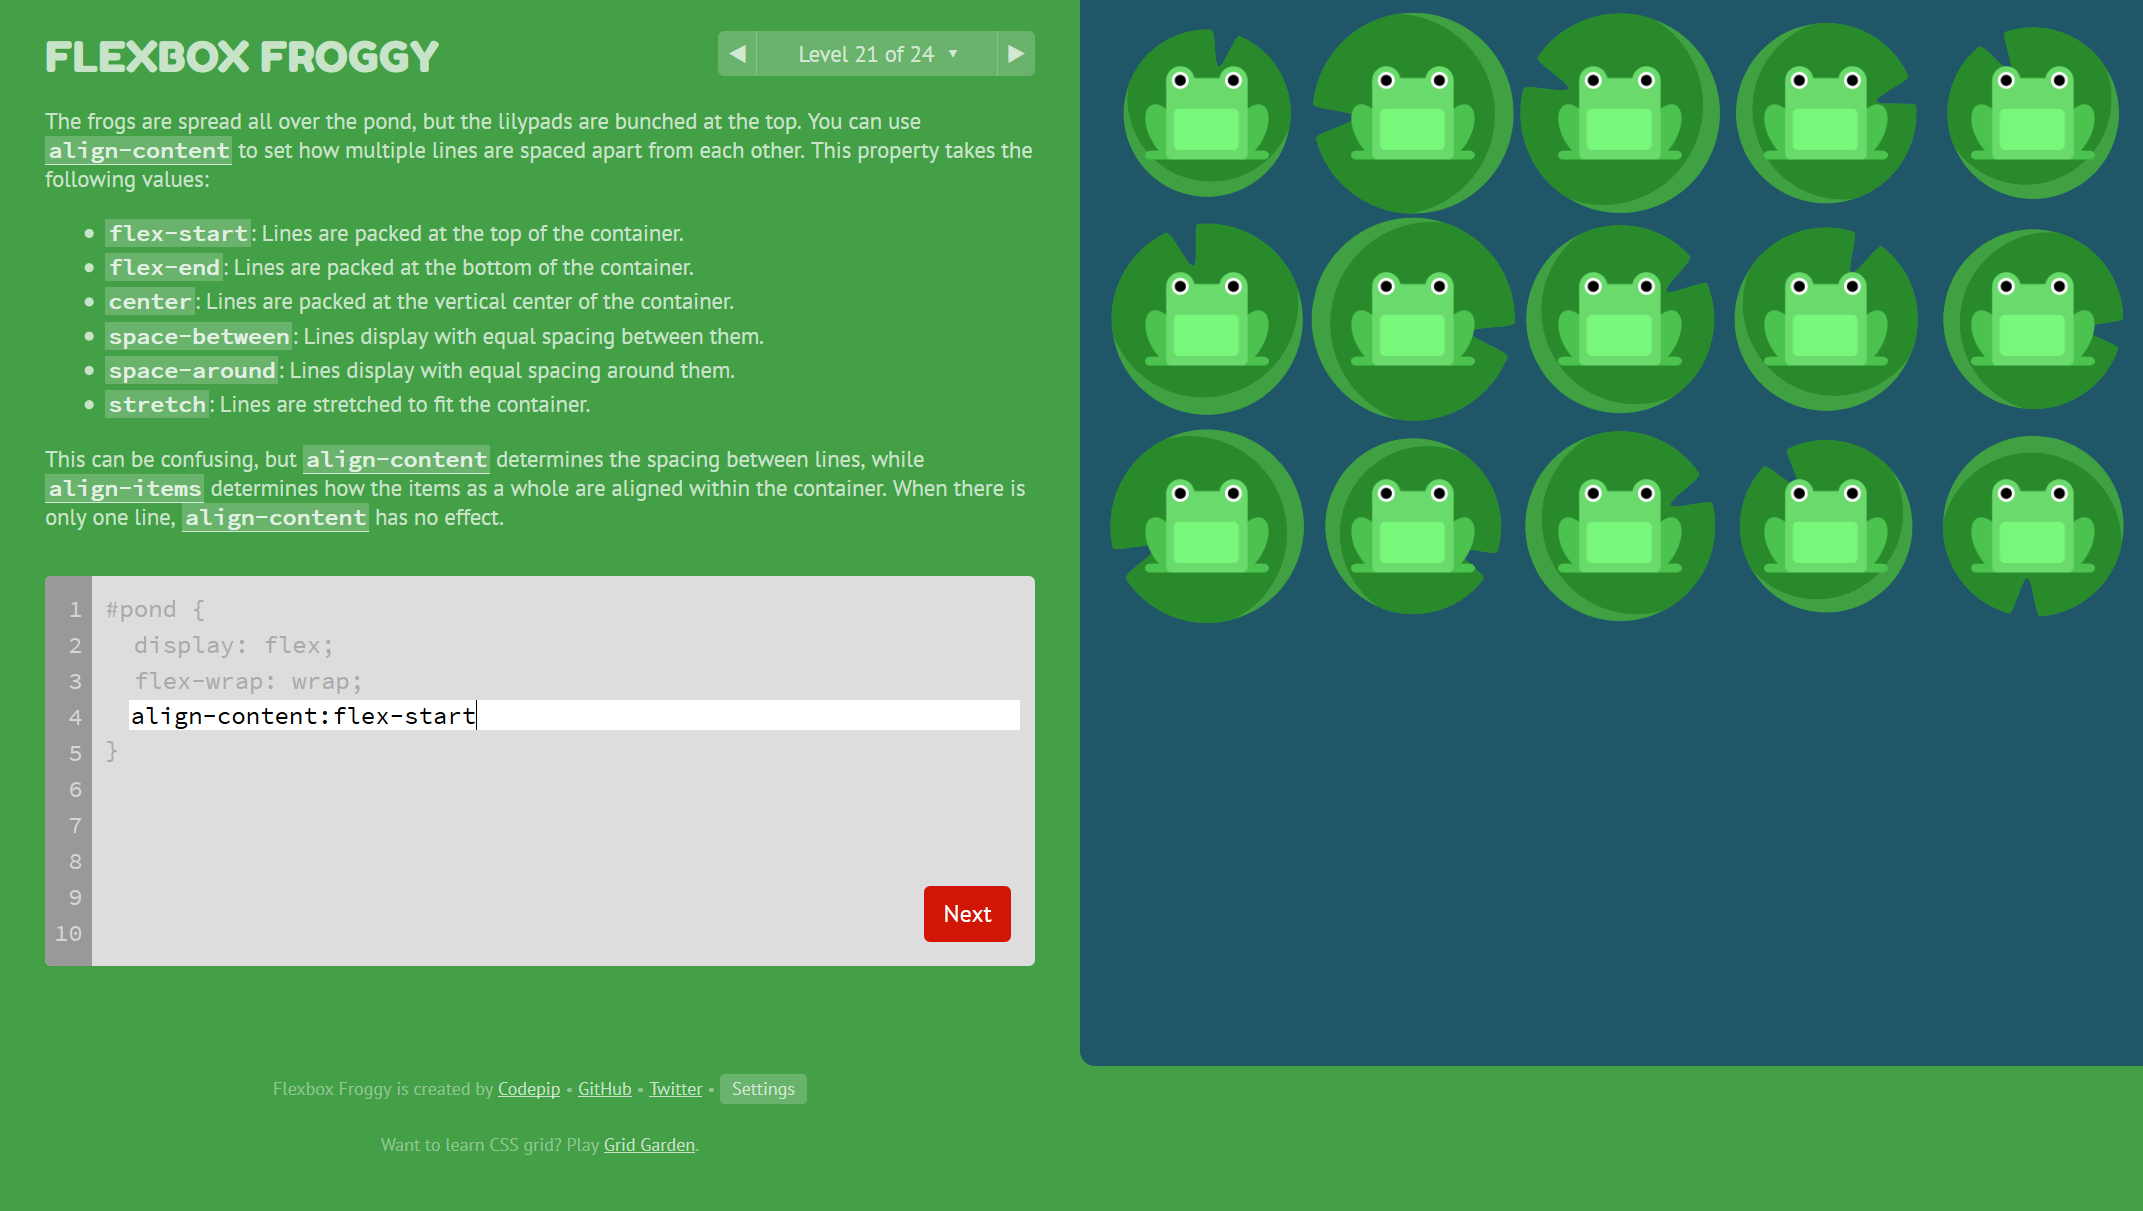 FLEXBOX FROGGY
◀ Level 21 of 24 ▼ ▶
The frogs are spread all over the pond, but the lilypads are bunched at the top. You can use
align-content to set how multiple lines are spaced apart from each other. This property takes the
following values:
• flex-start: Lines are packed at the top of the container.
• flex-end: Lines are packed at the bottom of the container.
• center: Lines are packed at the vertical center of the container.
• space-between: Lines display with equal spacing between them.
• space-around: Lines display with equal spacing around them.
• stretch: Lines are stretched to fit the container.
This can be confusing, but align-content determines the spacing between lines, while
align-items determines how the items as a whole are aligned within the container. When there is
only one line, align-content has no effect.
1 #pond {
2 display: flex;
3 flex-wrap: wrap;
4 align-content:flex-start
5 }
6
7
8
9
10
Next
Flexbox Froggy is created by Codepip • GitHub • Twitter • Settings
Want to learn CSS grid? Play Grid Garden.